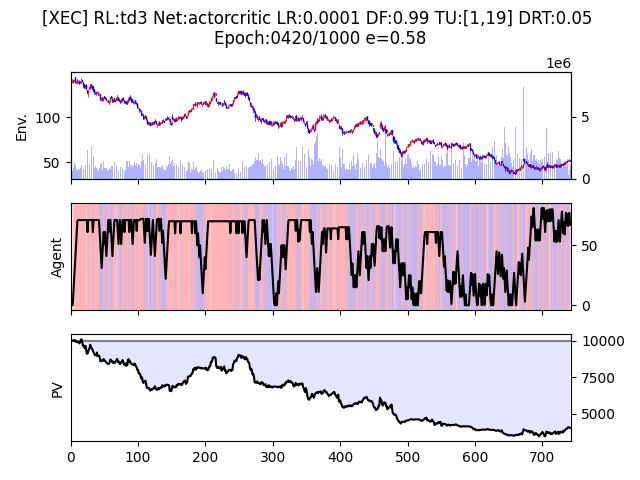 [XEC] RL:td3 Net:actorcritic LR:0.0001 DF:0.99 TU:[1,19] DRT:0.05
Epoch:0420/1000 e=0.58
1e6
Env.
100
50
5
0
Agent
50
0
PV
10000
7500
5000
0 100 200 300 400 500 600 700